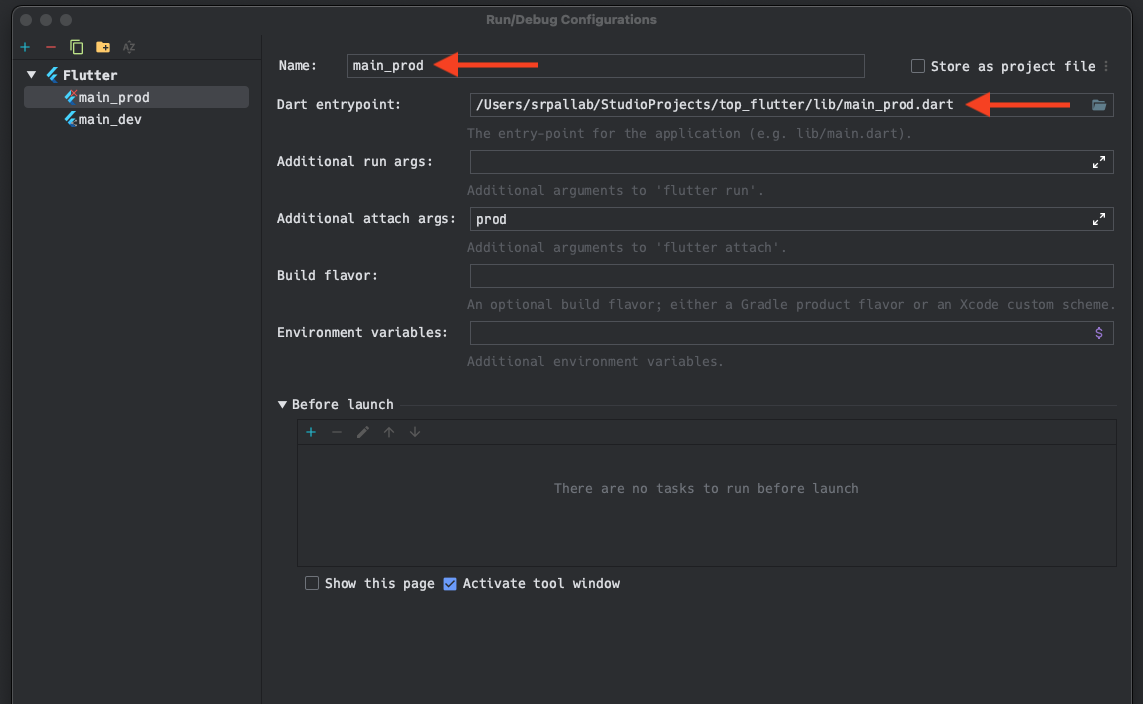 Run/Debug Configurations
Flutter
main_prod
main_dev
Name: main_prod
Store as project file
Dart entrypoint: /Users/srpallab/StudioProjects/top_flutter/lib/main_prod.dart
The entry-point for the application (e.g. lib/main.dart).
Additional run args:
Additional arguments to 'flutter run'.
Additional attach args: prod
Additional arguments to 'flutter attach'.
Build flavor:
An optional build flavor; either a Gradle product flavor or an Xcode custom scheme.
Environment variables: $
Additional environment variables.
Before launch
There are no tasks to run before launch
Show this page Activate tool window